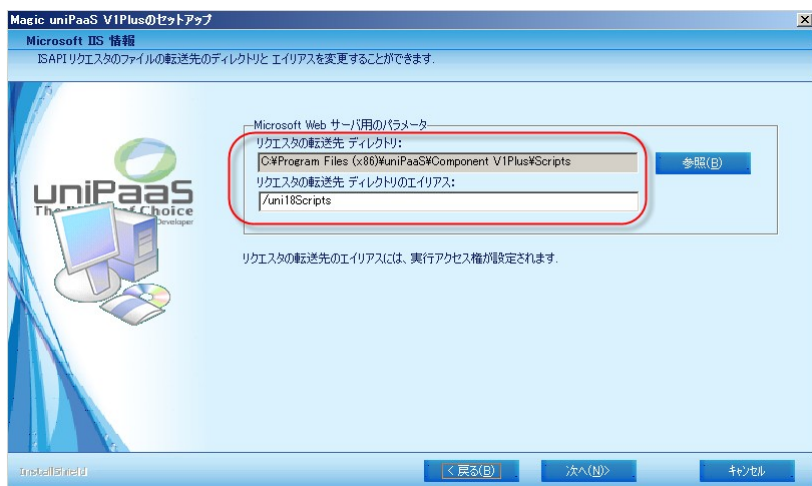 Magic uniPaaS V1Plusのセットアップ
Microsoft IIS 情報
ISAPIリクエスタのファイルの転送先のディレクトリと エイリアスを変更することができます.
Microsoft Web サーバ用のパラメータ
リクエスタの転送先 ディレクトリ:
C:¥Program Files (x86)¥uniPaaS¥Component V1Plus¥Scripts
参照(B)
リクエスタの転送先 ディレクトリのエイリアス:
/uni18Scripts
uniPaaS
The of Choice
Developer
リクエスタの転送先のエイリアスには、実行アクセス権が設定されます.
InstallShield
< 戻る(B)
次へ(N)>
キャンセル